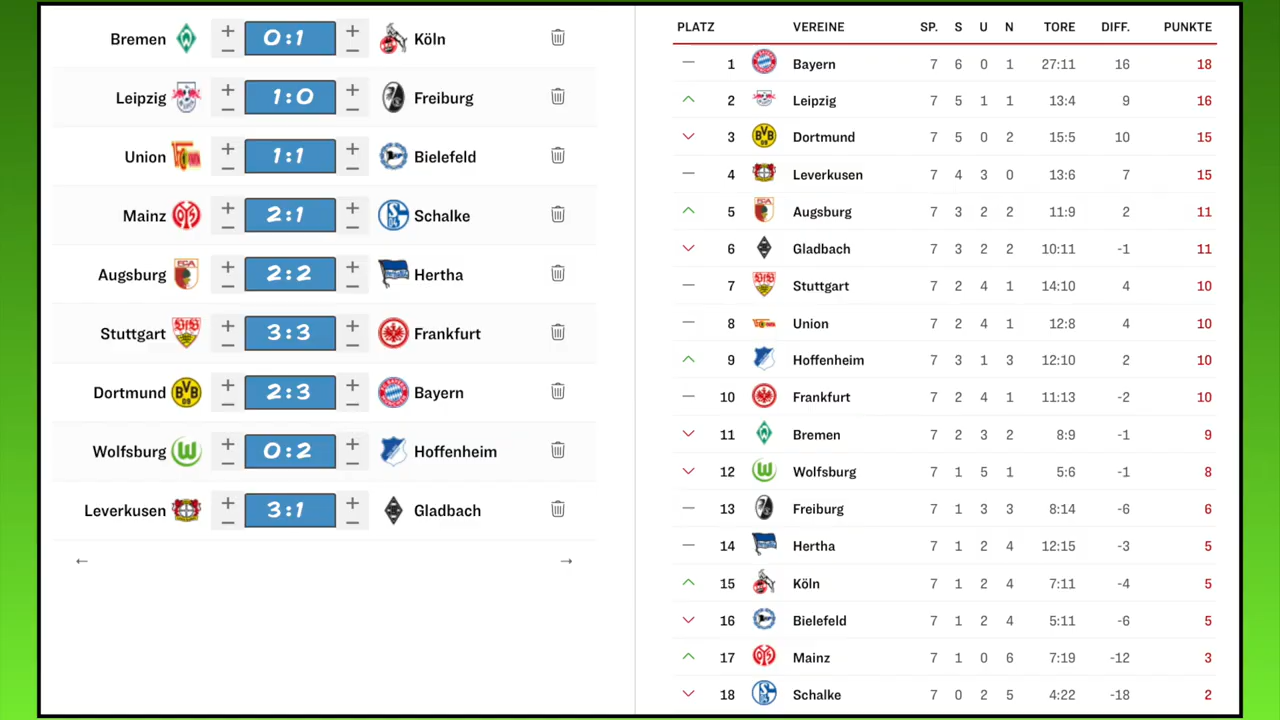 Bremen 0:1 Köln
Leipzig 1:0 Freiburg
Union 1:1 Bielefeld
Mainz 2:1 Schalke
Augsburg 2:2 Hertha
Stuttgart 3:3 Frankfurt
Dortmund 2:3 Bayern
Wolfsburg 0:2 Hoffenheim
Leverkusen 3:1 Gladbach
PLATZ VEREINE SP. S U N TORE DIFF. PUNKTE
1 Bayern 7 6 0 1 27:11 16 18
2 Leipzig 7 5 1 1 13:4 9 16
3 Dortmund 7 5 0 2 15:5 10 15
4 Leverkusen 7 4 3 0 13:6 7 15
5 Augsburg 7 3 2 2 11:9 2 11
6 Gladbach 7 3 2 2 10:11 -1 11
7 Stuttgart 7 2 4 1 14:10 4 10
8 Union 7 2 4 1 12:8 4 10
9 Hoffenheim 7 3 1 3 12:10 2 10
10 Frankfurt 7 2 4 1 11:13 -2 10
11 Bremen 7 2 3 2 8:9 -1 9
12 Wolfsburg 7 1 5 1 5:6 -1 8
13 Freiburg 7 1 3 3 8:14 -6 6
14 Hertha 7 1 2 4 12:15 -3 5
15 Köln 7 1 2 4 7:11 -4 5
16 Bielefeld 7 1 2 4 5:11 -6 5
17 Mainz 7 1 0 6 7:19 -12 3
18 Schalke 7 0 2 5 4:22 -18 2